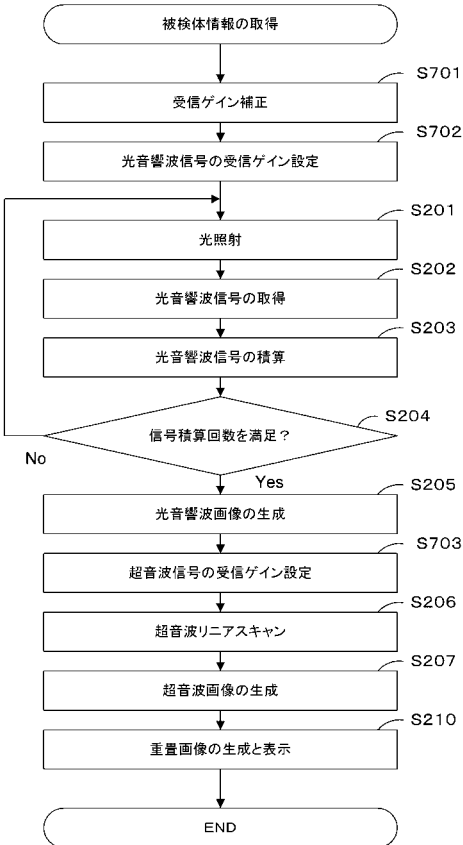 被検体情報の取得
S701
受信ゲイン補正
S702
光音響波信号の受信ゲイン設定
S201
光照射
S202
光音響波信号の取得
S203
光音響波信号の積算
S204
信号積算回数を満足？
No
Yes
S205
光音響波画像の生成
S703
超音波信号の受信ゲイン設定
S206
超音波リニアスキャン
S207
超音波画像の生成
S210
重畳画像の生成と表示
END